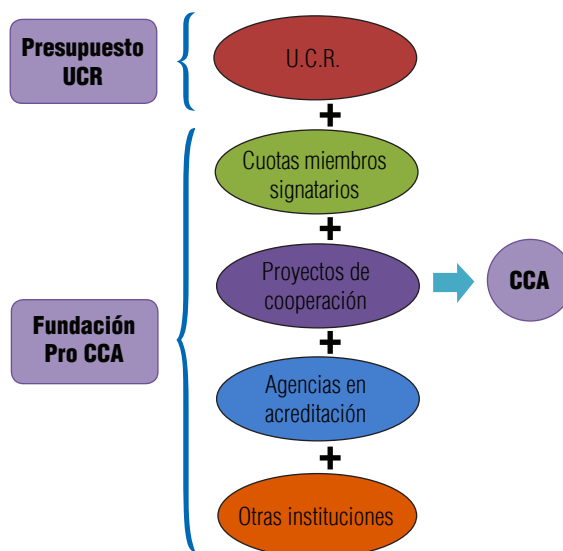 Presupuesto
UCR
U.C.R.
+
Cuotas miembros
signatarios
+
Proyectos de
cooperación
CCA
Fundación
Pro CCA
+
Agencias en
acreditación
+
Otras instituciones